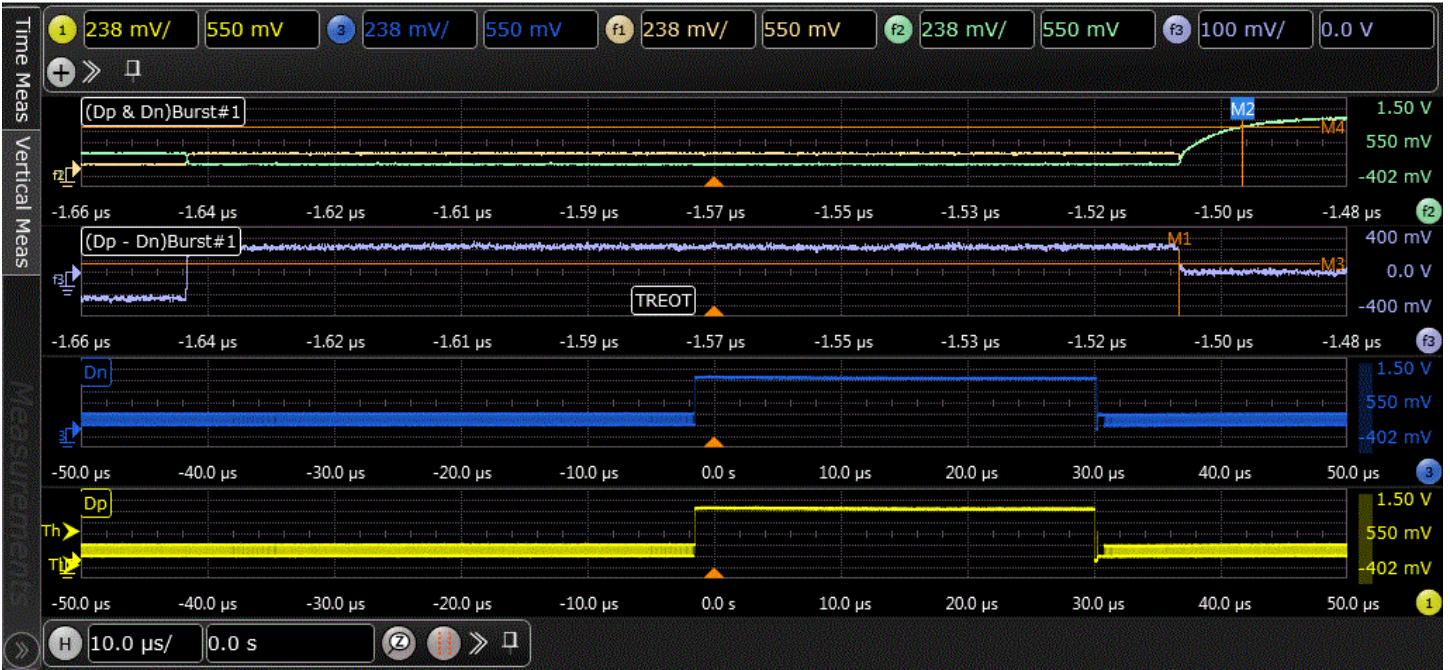 1 238 mV/ 550 mV 3 238 mV/ 550 mV f1 238 mV/ 550 mV f2 238 mV/ 550 mV f3 100 mV/ 0.0 V
Time Meas
Vertical Meas
Measurements
(Dp & Dn)Burst#1
M2
M4
1.50 V
550 mV
-402 mV
f2
-1.66 µs -1.64 µs -1.62 µs -1.61 µs -1.59 µs -1.57 µs -1.55 µs -1.53 µs -1.52 µs -1.50 µs -1.48 µs f2
(Dp - Dn)Burst#1
M1
M3
400 mV
0.0 V
-400 mV
f3
TREOT
-1.66 µs -1.64 µs -1.62 µs -1.61 µs -1.59 µs -1.57 µs -1.55 µs -1.53 µs -1.52 µs -1.50 µs -1.48 µs f3
Dn
1.50 V
550 mV
-402 mV
3
-50.0 µs -40.0 µs -30.0 µs -20.0 µs -10.0 µs 0.0 s 10.0 µs 20.0 µs 30.0 µs 40.0 µs 50.0 µs 3
Dp
1.50 V
Th
550 mV
-402 mV
-50.0 µs -40.0 µs -30.0 µs -20.0 µs -10.0 µs 0.0 s 10.0 µs 20.0 µs 30.0 µs 40.0 µs 50.0 µs 1
H 10.0 µs/ 0.0 s Z